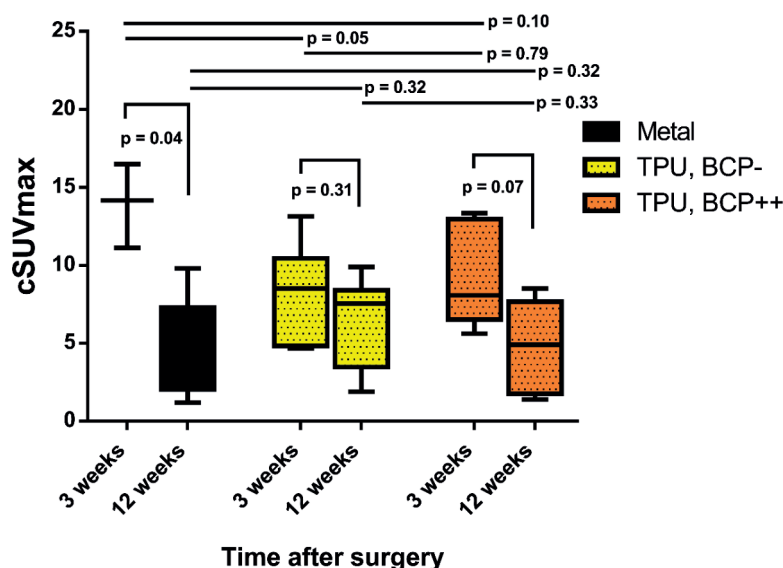 p = 0.10
25
p = 0.05
p = 0.79
p = 0.32
p = 0.32
20
p = 0.33
p = 0.04
Metal
p = 0.31
p = 0.07
TPU, BCP-
15
TPU, BCP++
cSUVmax
10
5
0
3 weeks
12 weeks
3 weeks
12 weeks
3 weeks
12 weeks
Time after surgery